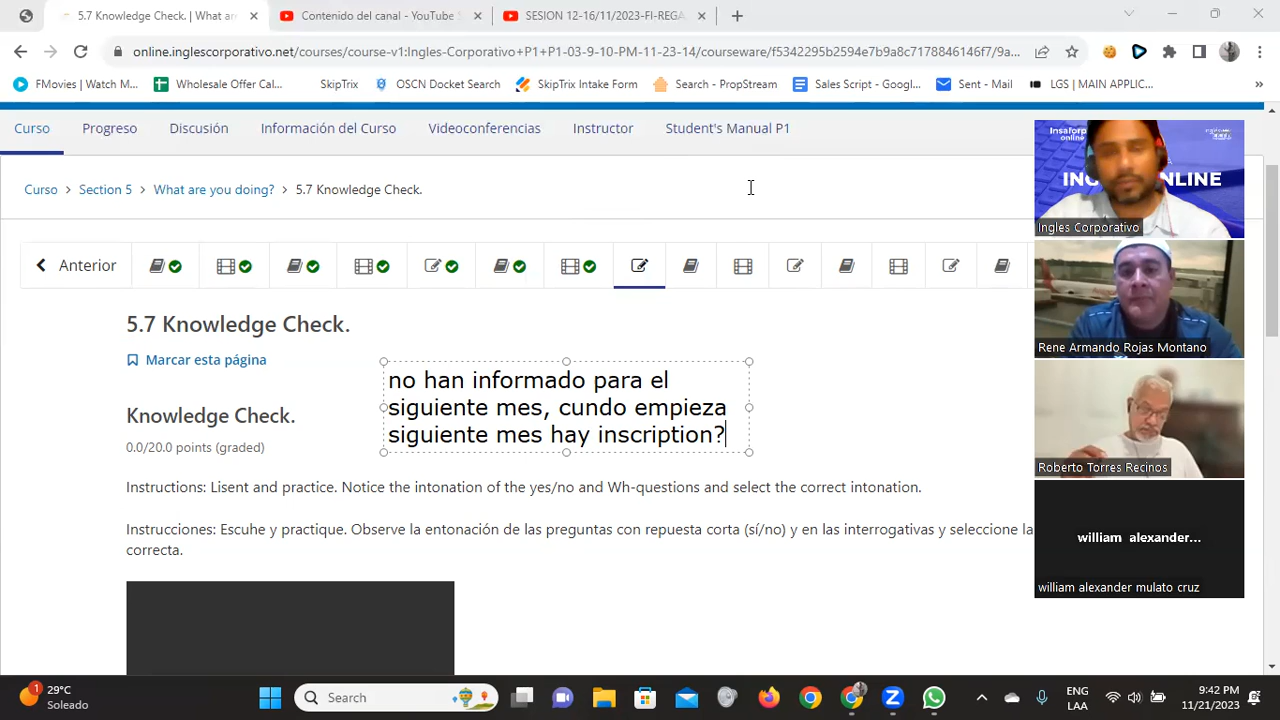 5.7 Knowledge Check. | What are
Contenido del canal - YouTube S
SESION 12-16/11/2023-FI-REGA
online.inglescorporativo.net/courses/course-v1:Ingles-Corporativo+P1+P1-03-9-10-PM-11-23-14/courseware/f5342295b2594e7b9a8c7178846146f7/9a...
FMovies | Watch M...
Wholesale Offer Cal...
SkipTrix
OSCN Docket Search
SkipTrix Intake Form
Search - PropStream
Sales Script - Googl...
Sent - Mail
LGS | MAIN APPLIC...
Curso
Progreso
Discusión
Información del Curso
Videoconferencias
Instructor
Student's Manual P1
Insaforp
online
INGLES ONLINE
Ingles Corporativo
Curso > Section 5 > What are you doing? > 5.7 Knowledge Check.
Anterior
5.7 Knowledge Check.
Marcar esta página
Rene Armando Rojas Montano
no han informado para el
siguiente mes, cundo empieza
siguiente mes hay inscription?
Knowledge Check.
0.0/20.0 points (graded)
Roberto Torres Recinos
Instructions: Lisent and practice. Notice the intonation of the yes/no and Wh-questions and select the correct intonation.
Instrucciones: Escuhe y practique. Observe la entonación de las preguntas con repuesta corta (sí/no) y en las interrogativas y seleccione la
correcta.
william alexander...
william alexander mulato cruz
1
29°C
Soleado
Search
ENG
LAA
9:42 PM
11/21/2023